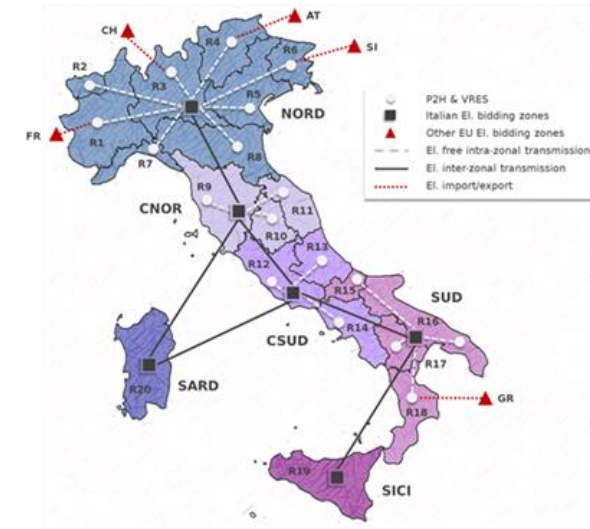 AT
CH
R4
SI
R6
R2
R3
R5
NORD
FR
R1
R7
R8
P2H & VRES
Italian El. bidding zones
Other EU El. bidding zones
El. free intra-zonal transmission
El. inter-zonal transmission
El. import/export
R9
CNOR
R11
R10
R13
R12
R15
SUD
R16
CSUD
R14
R17
SARD
R20
R18
GR
R19
SICI